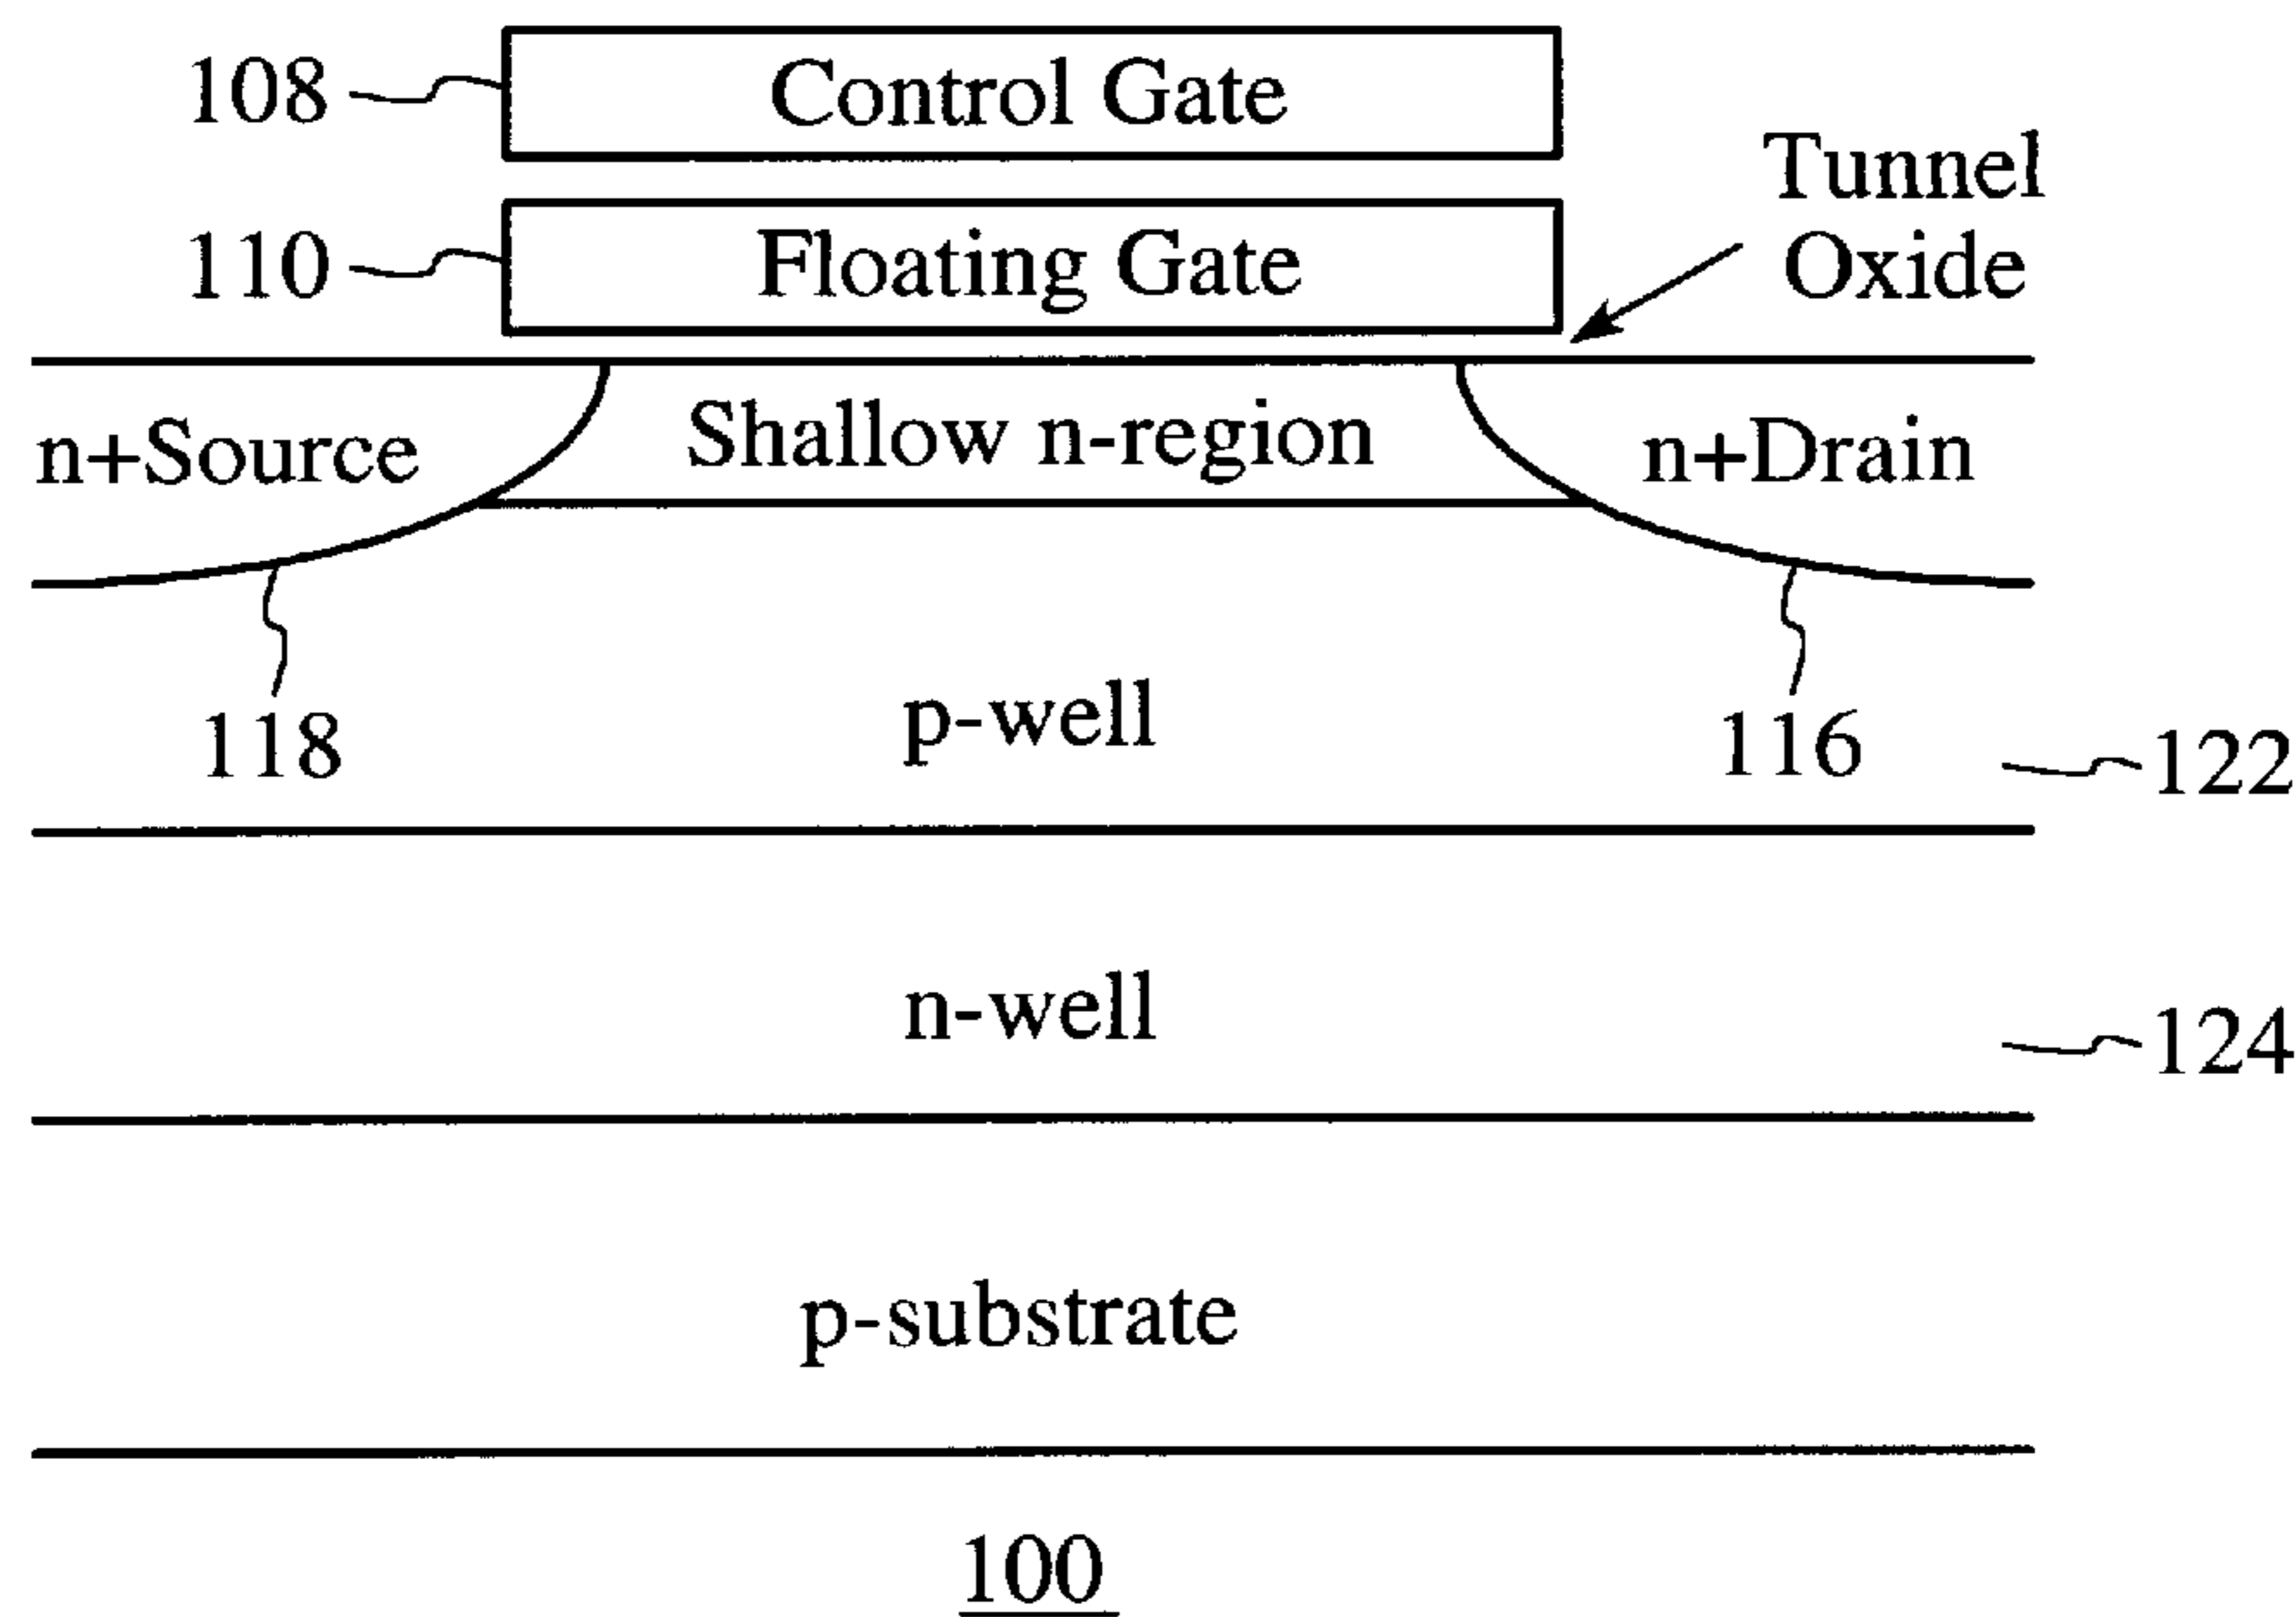 108
Control Gate
Tunnel
Oxide
110
Floating Gate
n+Source
Shallow n-region
n+Drain
118
p-well
116
122
n-well
124
p-substrate
100